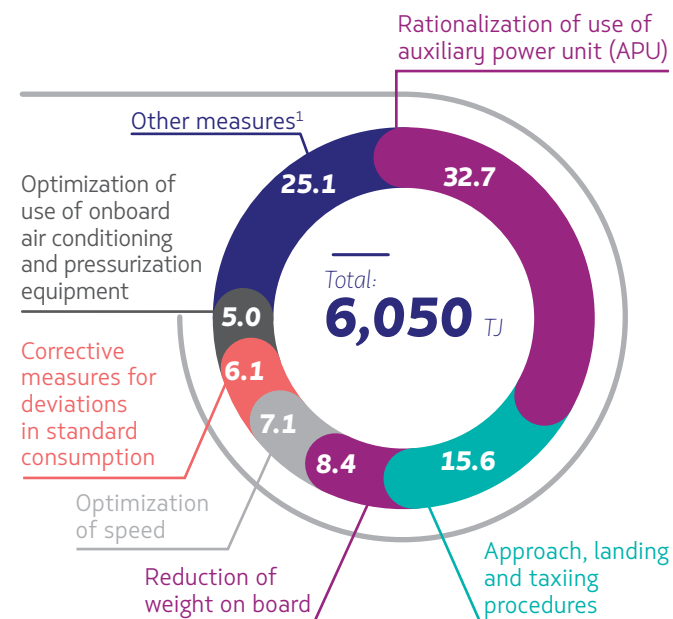 Rationalization of use of
auxiliary power unit (APU)
Other measures¹
25.1
32.7
Optimization of
use of onboard
air conditioning
and pressurization
equipment
Total:
6,050 TJ
5.0
Corrective
measures for
deviations
in standard
consumption
6.1
7.1
8.4
15.6
Optimization
of speed
Approach, landing
and taxiing
procedures
Reduction of
weight on board